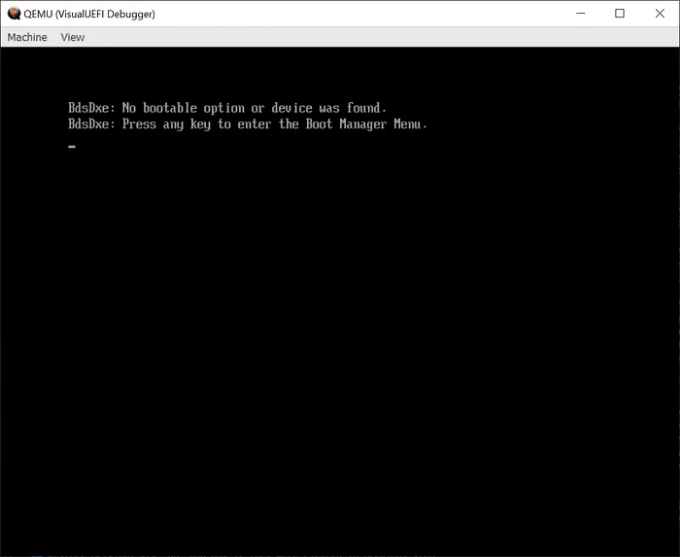 QEMU (VisualUEFI Debugger)
Machine View
BdsDxe: No bootable option or device was found.
BdsDxe: Press any key to enter the Boot Manager Menu.